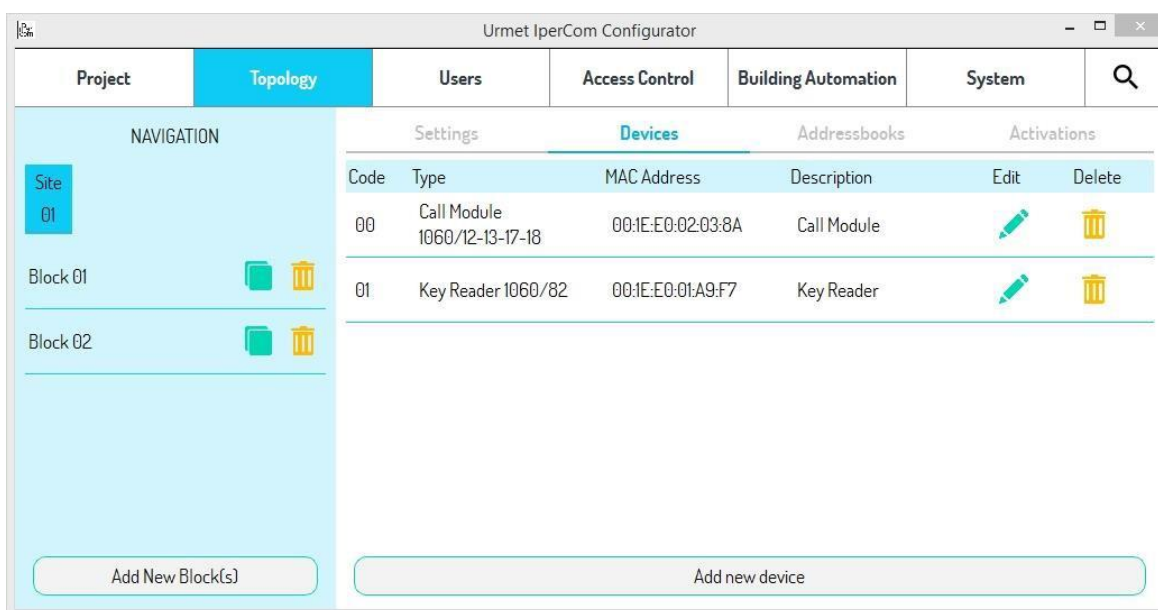 Urmet IperCom Configurator
Project Topology Users Access Control Building Automation System
NAVIGATION
Settings Devices Addressbooks Activations
Code Type MAC Address Description Edit Delete
Site
01
00 Call Module
1060/12-13-17-18 00:1E:E0:02:03:8A Call Module
Block 01
01 Key Reader 1060/82 00:1E:E0:01:A9:F7 Key Reader
Block 02
Add New Block(s)
Add new device